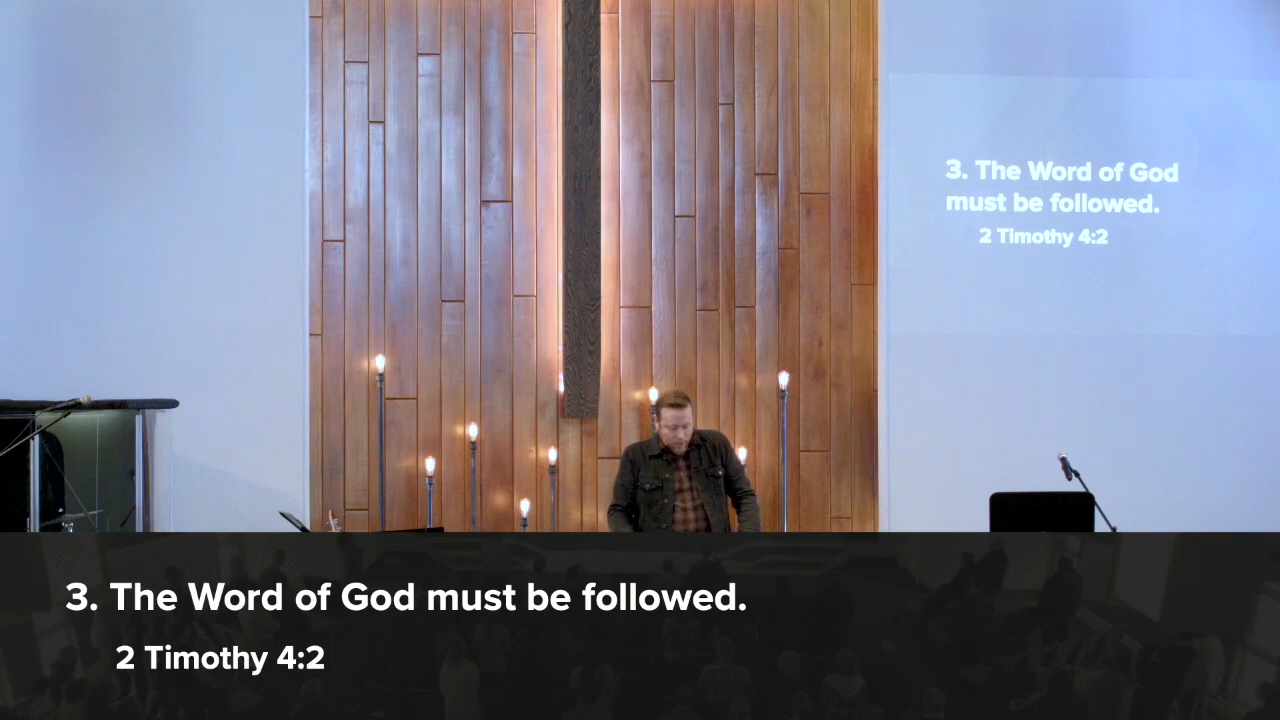 3. The Word of God
must be followed.
2 Timothy 4:2
3. The Word of God must be followed.
2 Timothy 4:2